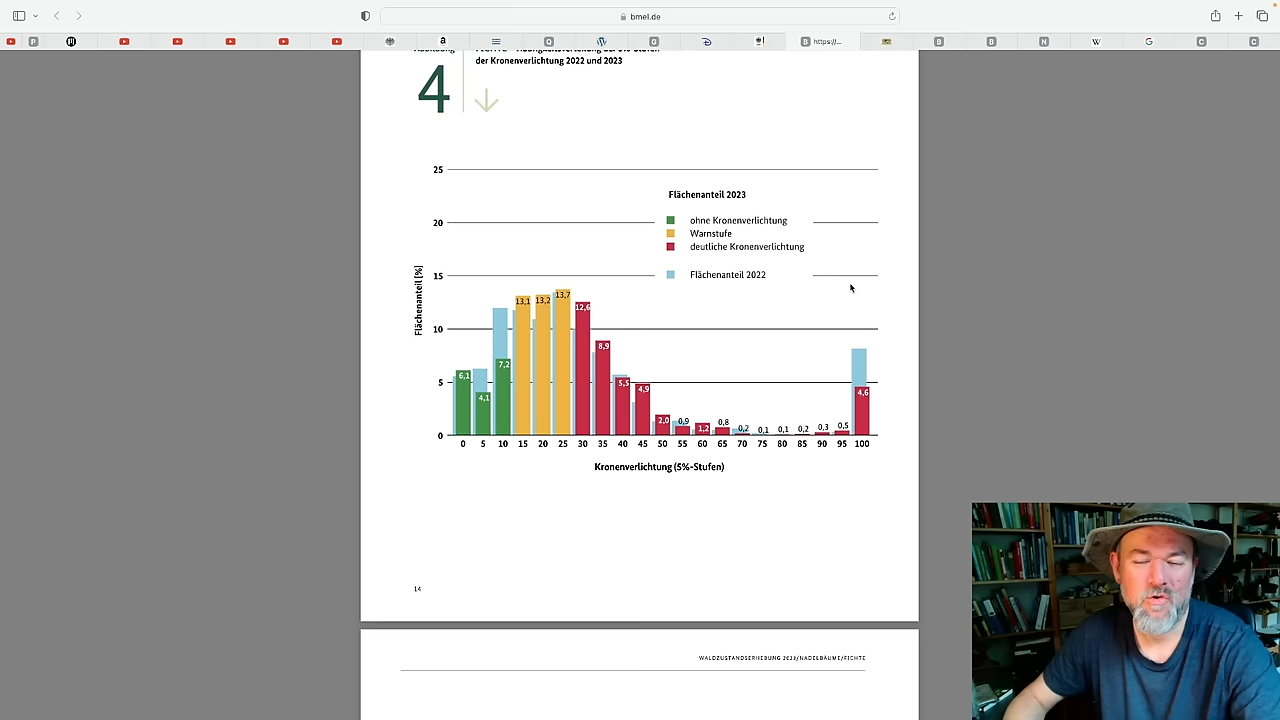 bmel.de
https://...
4
der Kronenverlichtung 2022 und 2023
25
Flächenanteil 2023
20
ohne Kronenverlichtung
Warnstufe
deutliche Kronenverlichtung
15
Flächenanteil 2022
Flächenanteil [%]
10
5
0
6,1
4,1
7,2
13,1
13,2
13,7
12,6
8,9
5,5
4,9
2,0
0,9
1,2
0,8
0,2
0,1
0,1
0,2
0,3
0,5
4,6
0 5 10 15 20 25 30 35 40 45 50 55 60 65 70 75 80 85 90 95 100
Kronenverlichtung (5%-Stufen)
14
WALDZUSTANDSERHEBUNG 2023/NADELBÄUME/FICHTE